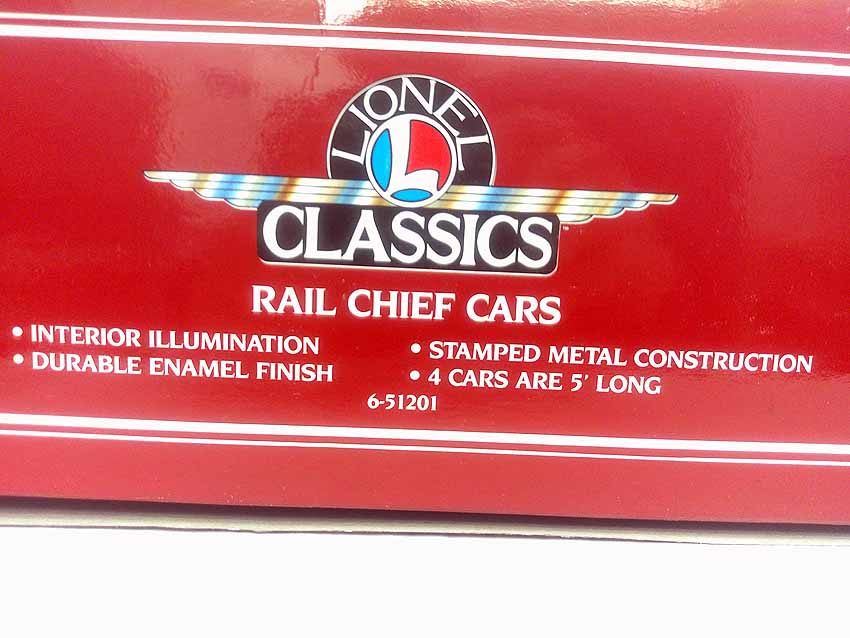 LIONEL
L
CLASSICS™
RAIL CHIEF CARS
• INTERIOR ILLUMINATION
• DURABLE ENAMEL FINISH
• STAMPED METAL CONSTRUCTION
• 4 CARS ARE 5' LONG
6-51201